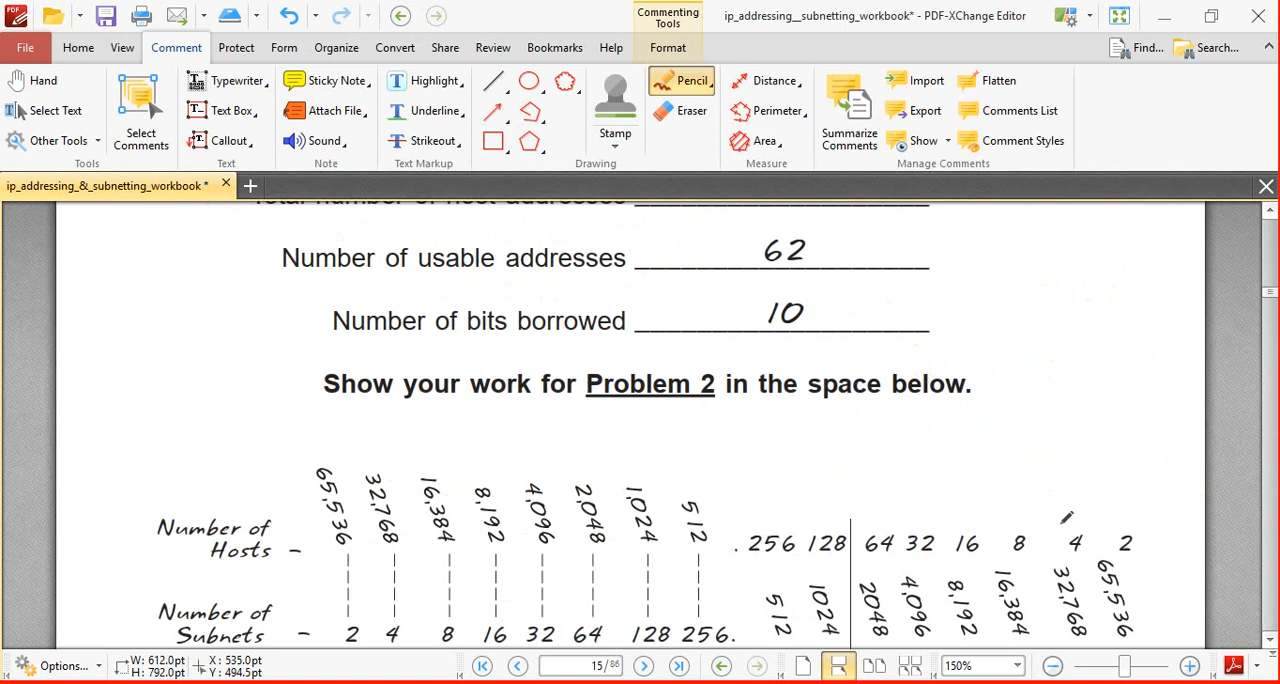 ip_addressing__subnetting_workbook* - PDF-XChange Editor
Commenting Tools
File Home View Comment Protect Form Organize Convert Share Review Bookmarks Help Format Find... Search...
Hand Typewriter Sticky Note Highlight Pencil Distance Import Flatten
Select Text Text Box Attach File Underline Eraser Perimeter Export Comments List
Other Tools Select Comments Callout Sound Strikeout Stamp Area Summarize Comments Show Comment Styles
Tools Text Note Text Markup Drawing Measure Manage Comments
ip_addressing_&_subnetting_workbook *
Total number of host addresses
Number of usable addresses 62
Number of bits borrowed 10
Show your work for Problem 2 in the space below.
Number of Hosts - 65,536 32,768 16,384 8,192 4,096 2,048 1,024 512 . 256 128 64 32 16 8 4 2
Number of Subnets - 2 4 8 16 32 64 128 256. 512 1024 2048 4,096 8,192 16,384 32,768 65,536
Options... W: 612.0pt H: 792.0pt X: 535.0pt Y: 494.5pt 15 / 86 150%